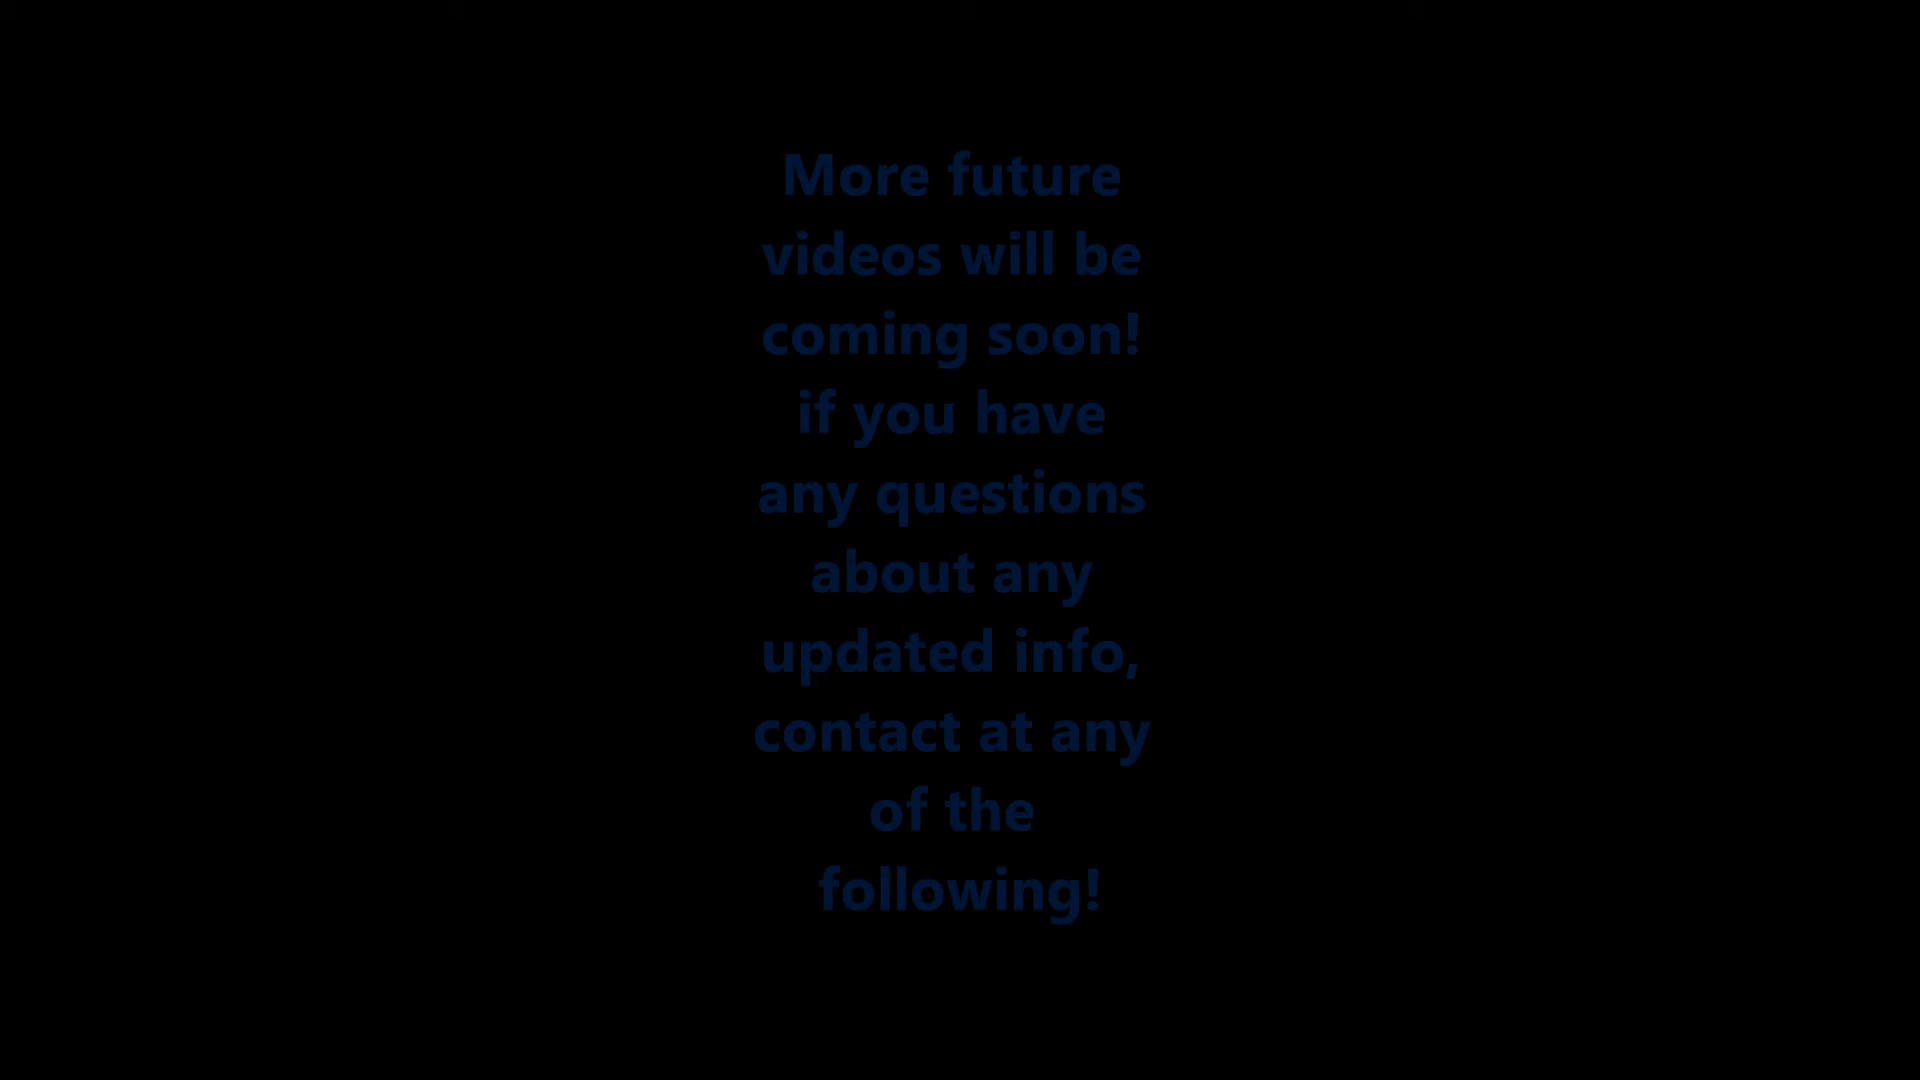 More future
videos will be
coming soon!
if you have
any questions
about any
updated info,
contact at any
of the
following!